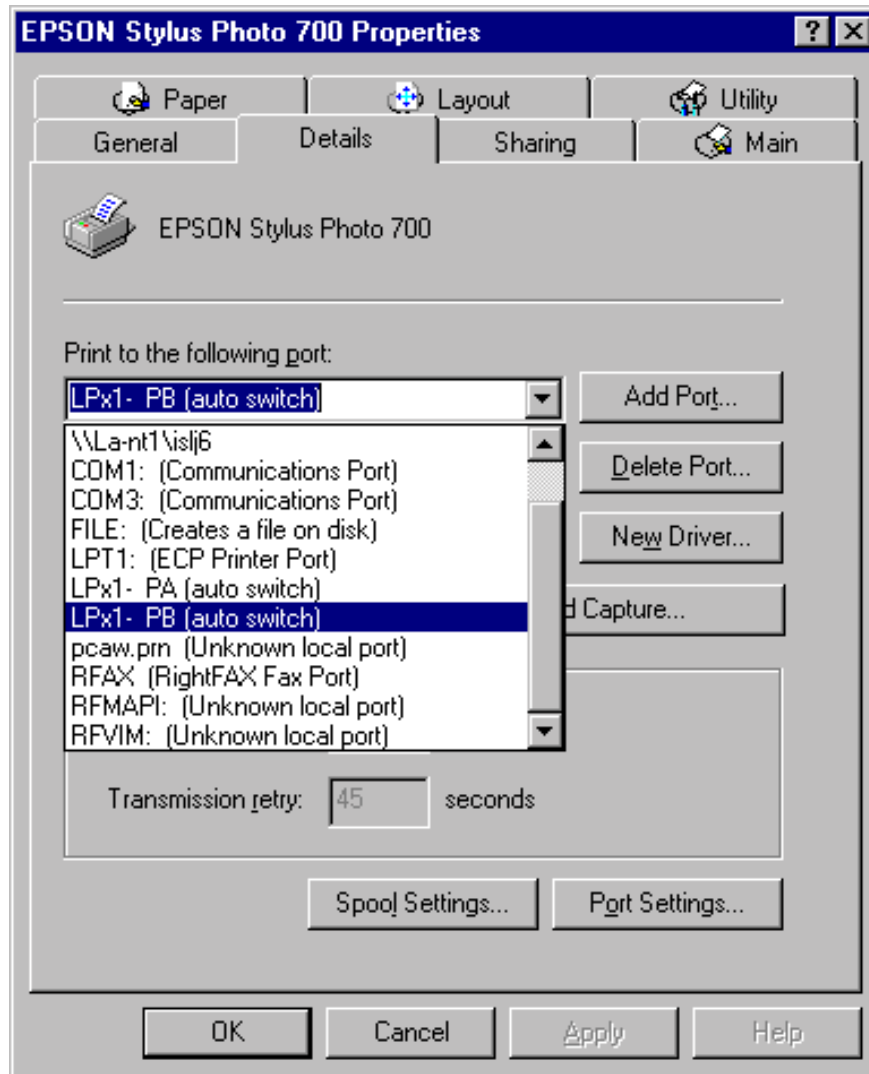 EPSON Stylus Photo 700 Properties
Paper Layout Utility
General Details Sharing Main
EPSON Stylus Photo 700
Print to the following port:
LPx1- PB (auto switch)
Add Port...
\\La-nt1\islj6
COM1: (Communications Port)
COM3: (Communications Port)
FILE: (Creates a file on disk)
LPT1: (ECP Printer Port)
LPx1- PA (auto switch)
LPx1- PB (auto switch)
pcaw.prn (Unknown local port)
RFAX (RightFAX Fax Port)
RFMAPI: (Unknown local port)
RFVIM: (Unknown local port)
Delete Port...
New Driver...
d Capture...
Transmission retry: 45 seconds
Spool Settings... Port Settings...
OK Cancel Apply Help